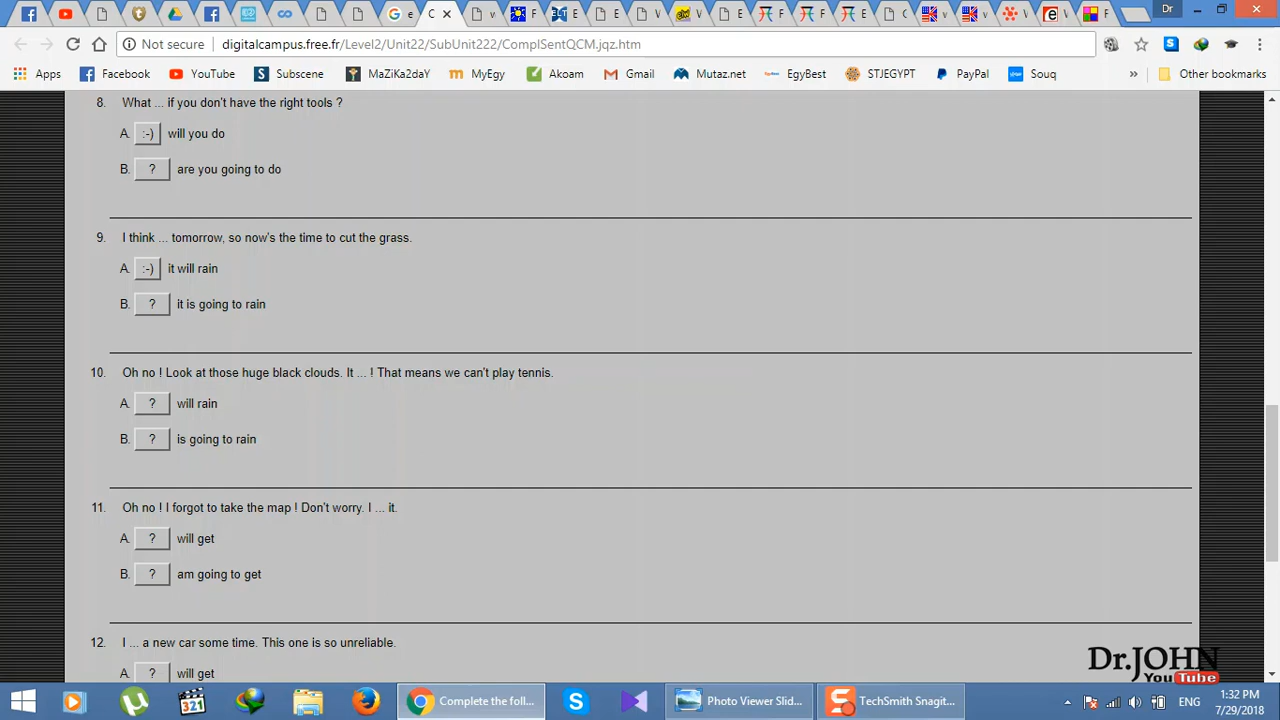 C
Dr
Not secure digitalcampus.free.fr/Level2/Unit22/SubUnit222/ComplSentQCM.jqz.htm
Apps Facebook YouTube Subscene MaZiKa2daY MyEgy Akoam Gmail Mutaz.net EgyBest STJEGYPT PayPal Souq » Other bookmarks
8. What ... if you don't have the right tools ?
A. :-) will you do
B. ? are you going to do
9. I think ... tomorrow, so now's the time to cut the grass.
A. :-) it will rain
B. ? it is going to rain
10. Oh no ! Look at those huge black clouds. It ... ! That means we can't play tennis.
A. ? will rain
B. ? is going to rain
11. Oh no ! I forgot to take the map ! Don't worry. I ... it.
A. ? will get
B. ? am going to get
12. I ... a new car some time. This one is so unreliable.
A. ? will get
Dr.JOHN
YouTube
Complete the foll... Photo Viewer Slid... TechSmith Snagit... ENG 1:32 PM
7/29/2018